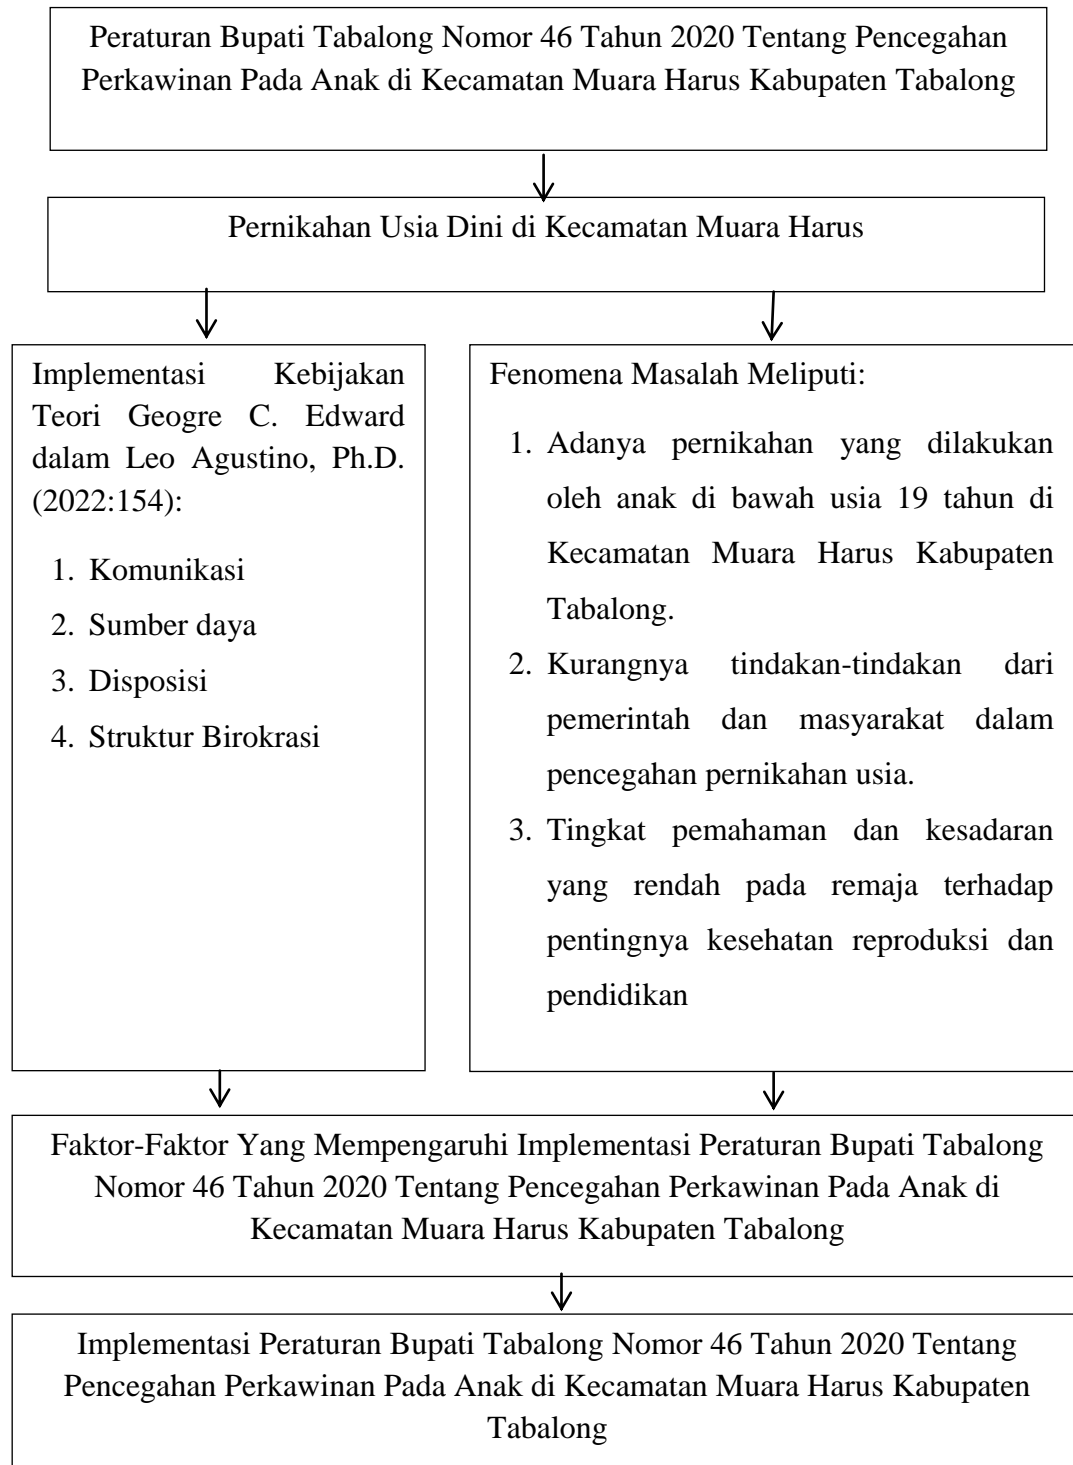 Peraturan Bupati Tabalong Nomor 46 Tahun 2020 Tentang Pencegahan
Perkawinan Pada Anak di Kecamatan Muara Harus Kabupaten Tabalong
Pernikahan Usia Dini di Kecamatan Muara Harus
Implementasi Kebijakan
Teori Geogre C. Edward
dalam Leo Agustino, Ph.D.
(2022:154):
1. Komunikasi
2. Sumber daya
3. Disposisi
4. Struktur Birokrasi
Fenomena Masalah Meliputi:
1. Adanya pernikahan yang dilakukan
oleh anak di bawah usia 19 tahun di
Kecamatan Muara Harus Kabupaten
Tabalong.
2. Kurangnya tindakan-tindakan dari
pemerintah dan masyarakat dalam
pencegahan pernikahan usia.
3. Tingkat pemahaman dan kesadaran
yang rendah pada remaja terhadap
pentingnya kesehatan reproduksi dan
pendidikan
Faktor-Faktor Yang Mempengaruhi Implementasi Peraturan Bupati Tabalong
Nomor 46 Tahun 2020 Tentang Pencegahan Perkawinan Pada Anak di
Kecamatan Muara Harus Kabupaten Tabalong
Implementasi Peraturan Bupati Tabalong Nomor 46 Tahun 2020 Tentang
Pencegahan Perkawinan Pada Anak di Kecamatan Muara Harus Kabupaten
Tabalong